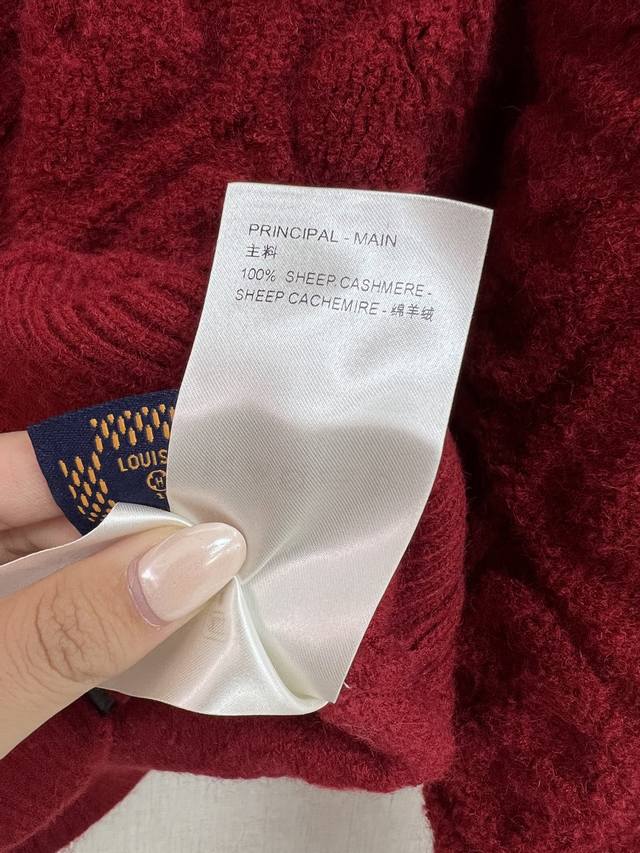 PRINCIPAL - MAIN
主料
100% SHEEP CASHMERE -
SHEEP CACHEMIRE - 绵羊绒
LOUIS